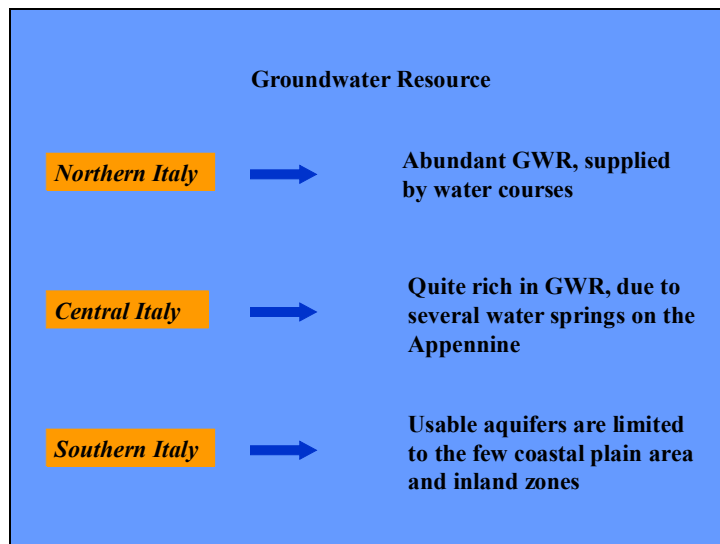 Groundwater Resource
Northern Italy
Abundant GWR, supplied
by water courses
Central Italy
Quite rich in GWR, due to
several water springs on the
Appennine
Southern Italy
Usable aquifers are limited
to the few coastal plain area
and inland zones